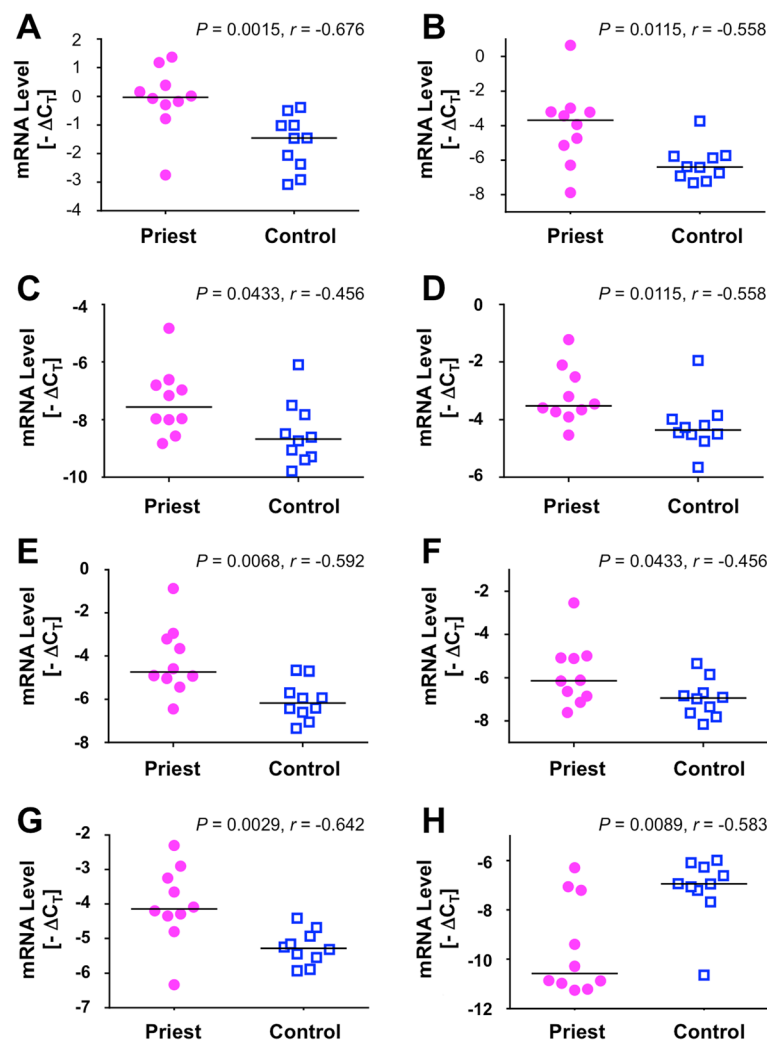 A
P = 0.0015, r = -0.676
mRNA Level
[- ΔCT]
2
1
0
-1
-2
-3
-4
Priest
Control
B
P = 0.0115, r = -0.558
mRNA Level
[- ΔCT]
0
-2
-4
-6
-8
Priest
Control
C
P = 0.0433, r = -0.456
mRNA Level
[- ΔCT]
-4
-6
-8
-10
Priest
Control
D
P = 0.0115, r = -0.558
mRNA Level
[- ΔCT]
0
-2
-4
-6
Priest
Control
E
P = 0.0068, r = -0.592
mRNA Level
[- ΔCT]
0
-2
-4
-6
-8
Priest
Control
F
P = 0.0433, r = -0.456
mRNA Level
[- ΔCT]
-2
-4
-6
-8
Priest
Control
G
P = 0.0029, r = -0.642
mRNA Level
[- ΔCT]
-2
-3
-4
-5
-6
-7
Priest
Control
H
P = 0.0089, r = -0.583
mRNA Level
[- ΔCT]
-6
-8
-10
-12
Priest
Control